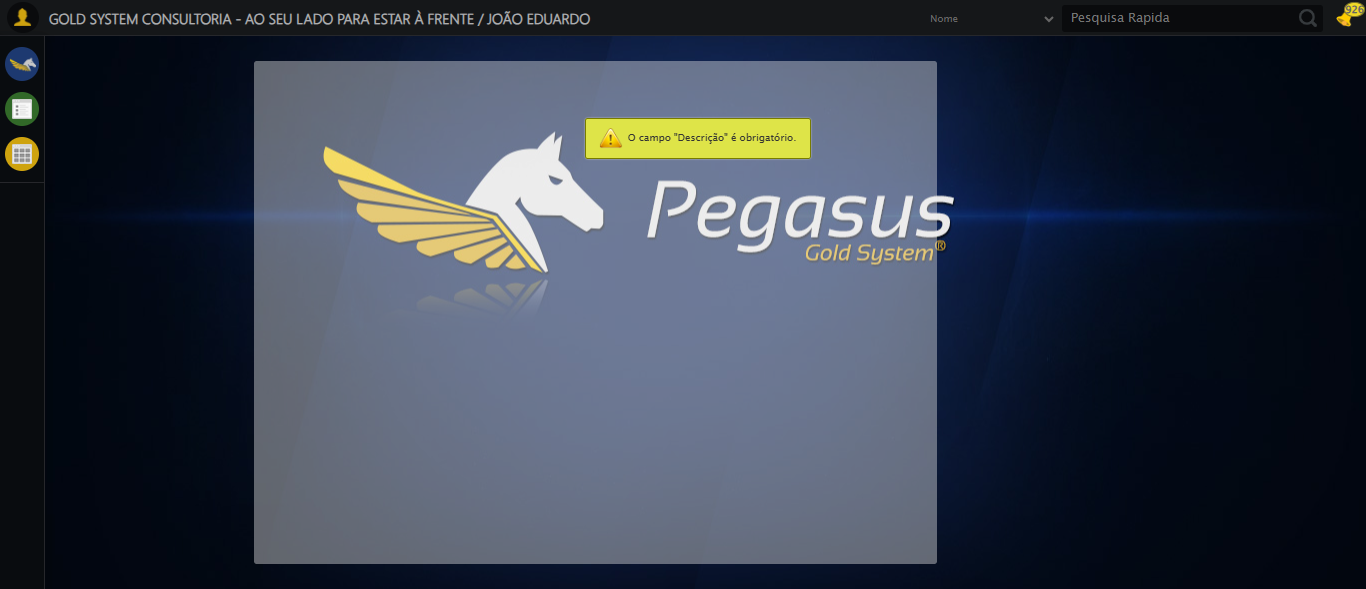 GOLD SYSTEM CONSULTORIA - AO SEU LADO PARA ESTAR À FRENTE / JOÃO EDUARDO
Nome
Pesquisa Rapida
926
O campo "Descrição" é obrigatório.
Pegasus
Gold System®